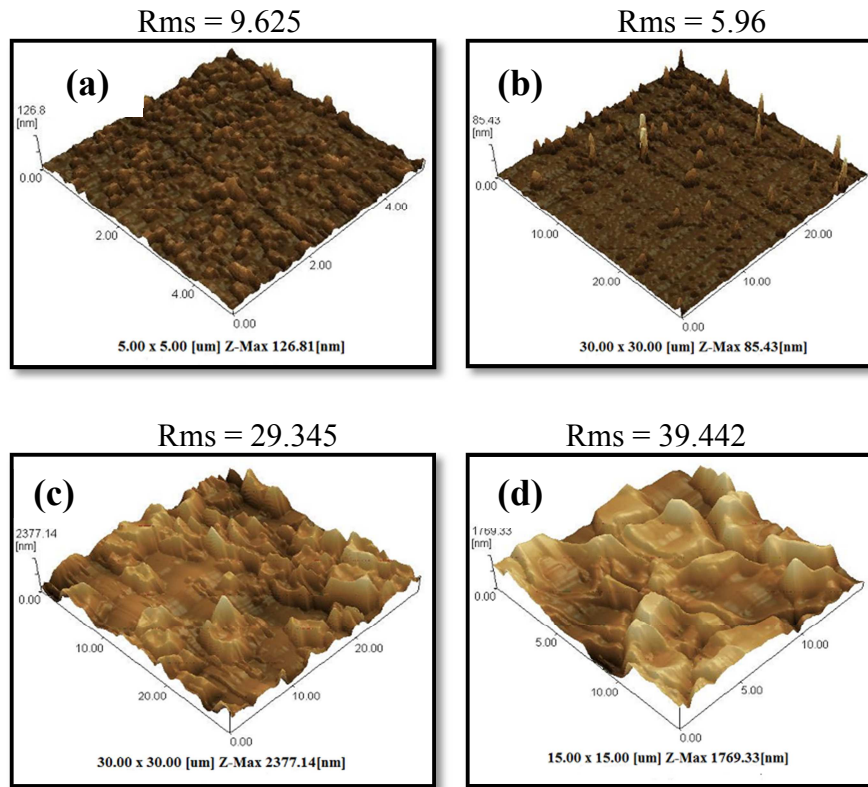 Rms = 9.625
Rms = 5.96
(a)
126.8
[nm]
0.00
2.00
4.00
4.00
2.00
0.00
5.00 x 5.00 [um] Z-Max 126.81[nm]
(b)
85.43
[nm]
0.00
10.00
20.00
20.00
10.00
0.00
30.00 x 30.00 [um] Z-Max 85.43[nm]
Rms = 29.345
Rms = 39.442
(c)
2377.14
[nm]
0.00
10.00
20.00
20.00
10.00
0.00
30.00 x 30.00 [um] Z-Max 2377.14[nm]
(d)
1769.33
[nm]
0.00
5.00
10.00
10.00
5.00
0.00
15.00 x 15.00 [um] Z-Max 1769.33[nm]